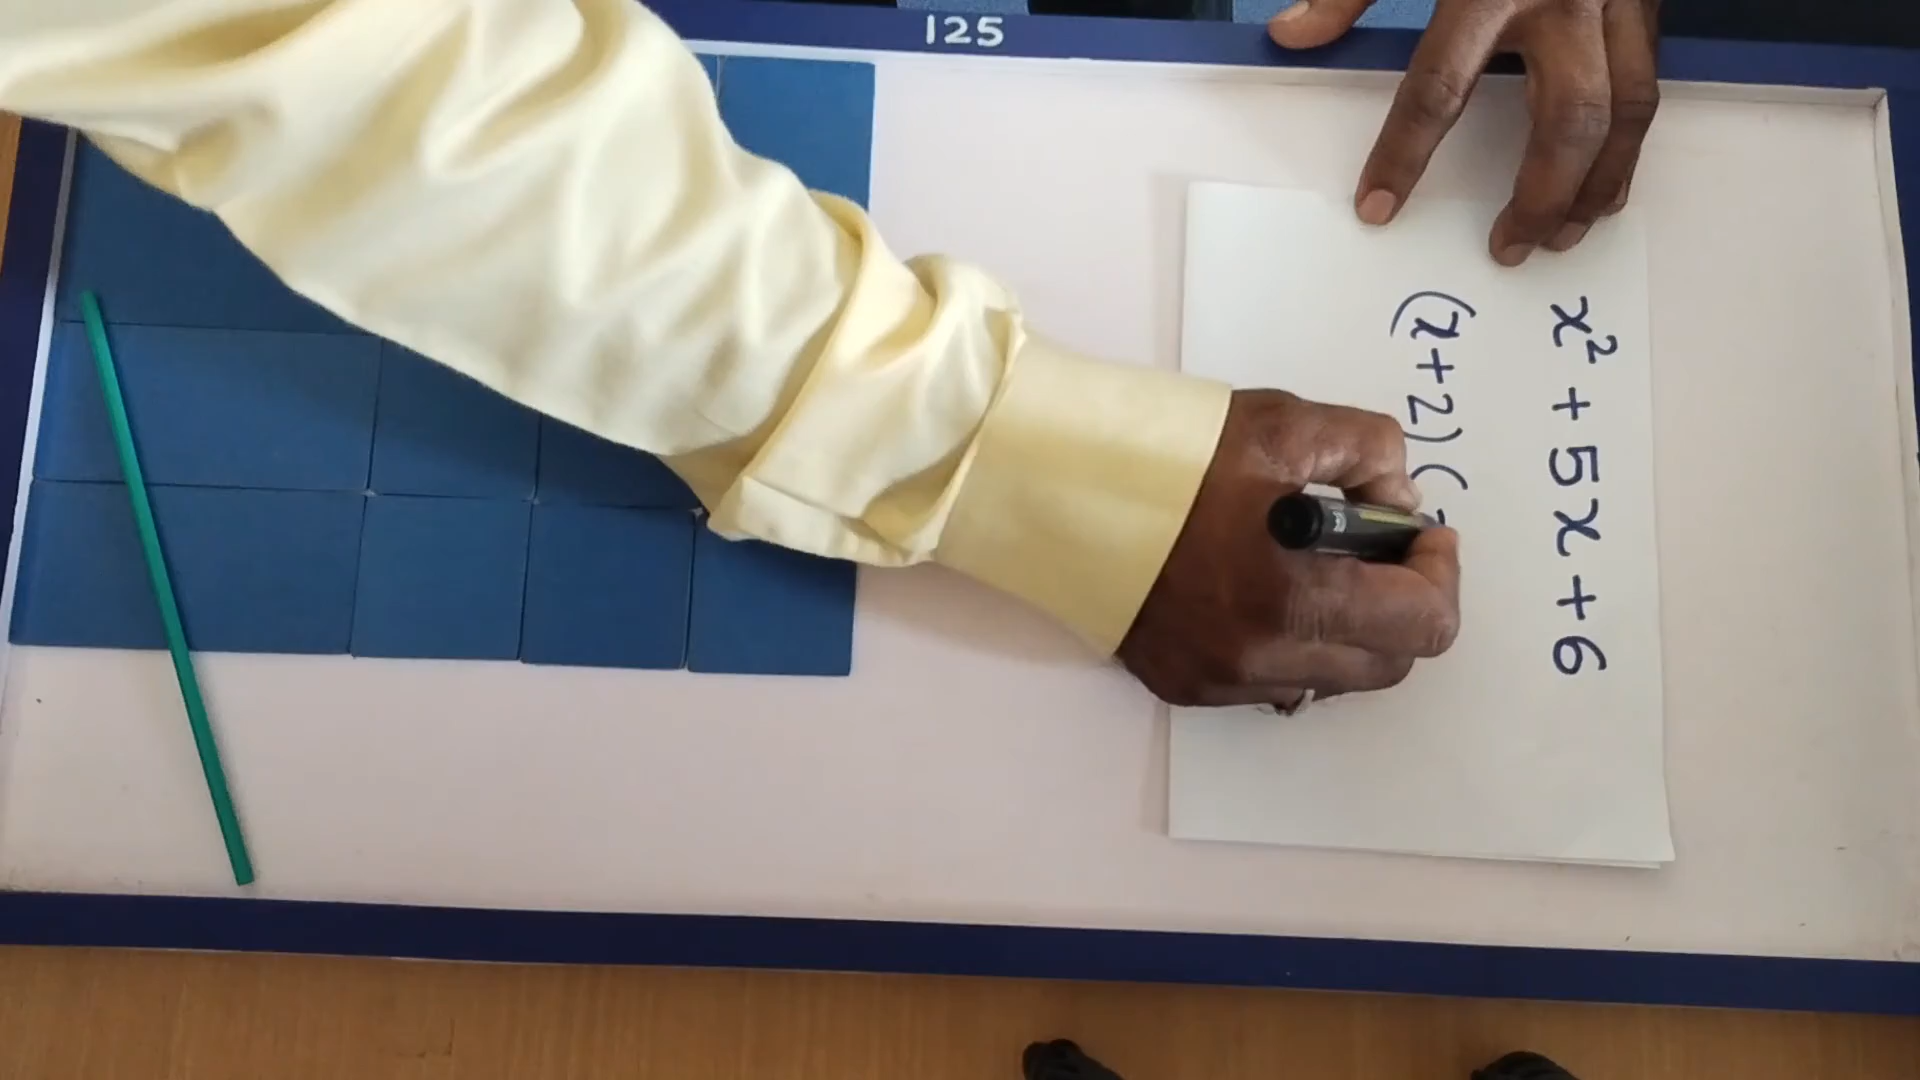 125
x² + 5x + 6
(x+2)(